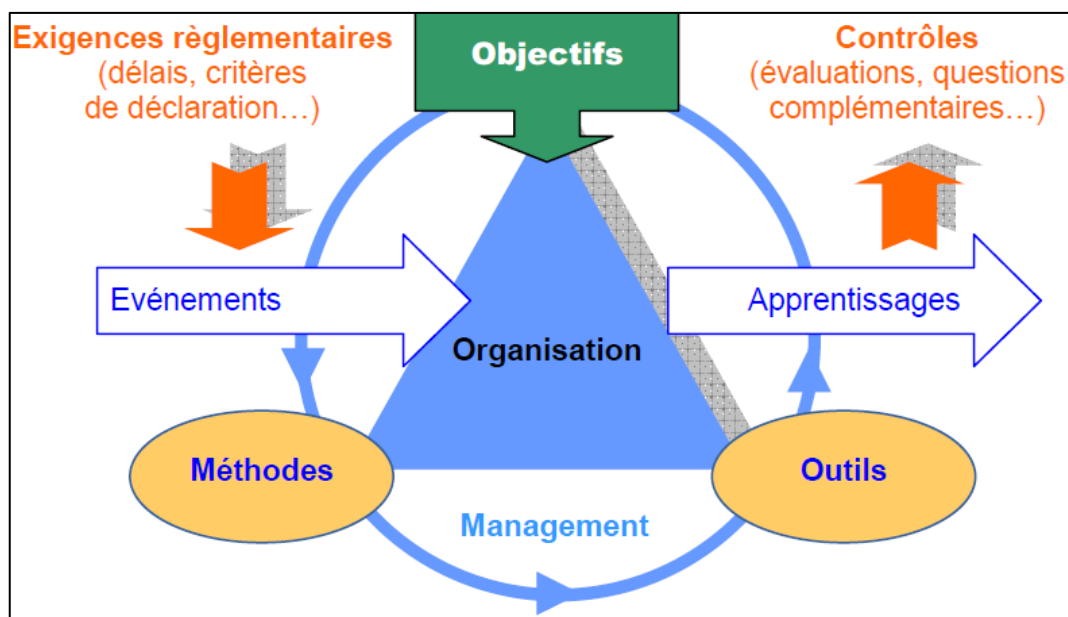 Exigences règlementaires
(délais, critères
de déclaration…)
Objectifs
Contrôles
(évaluations, questions
complémentaires…)
Evénements
Apprentissages
Organisation
Méthodes
Outils
Management